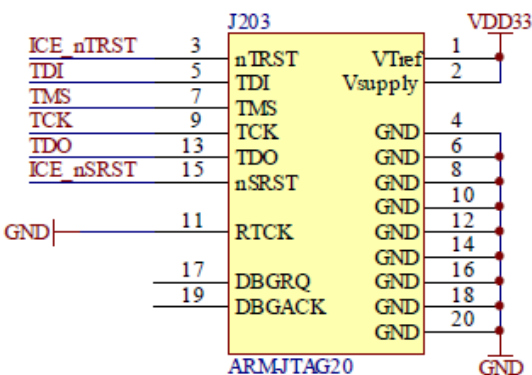 J203
VDD33
ICE_nTRST 3 nTRST VTref 1
TDI 5 TDI Vsupply 2
TMS 7 TMS
TCK 9 TCK GND 4
TDO 13 TDO GND 6
ICE_nSRST 15 nSRST GND 8
GND 10
GND 11 RTCK GND 12
GND 14
17 DBGRQ GND 16
19 DBGACK GND 18
GND 20
ARMJTAG20
GND